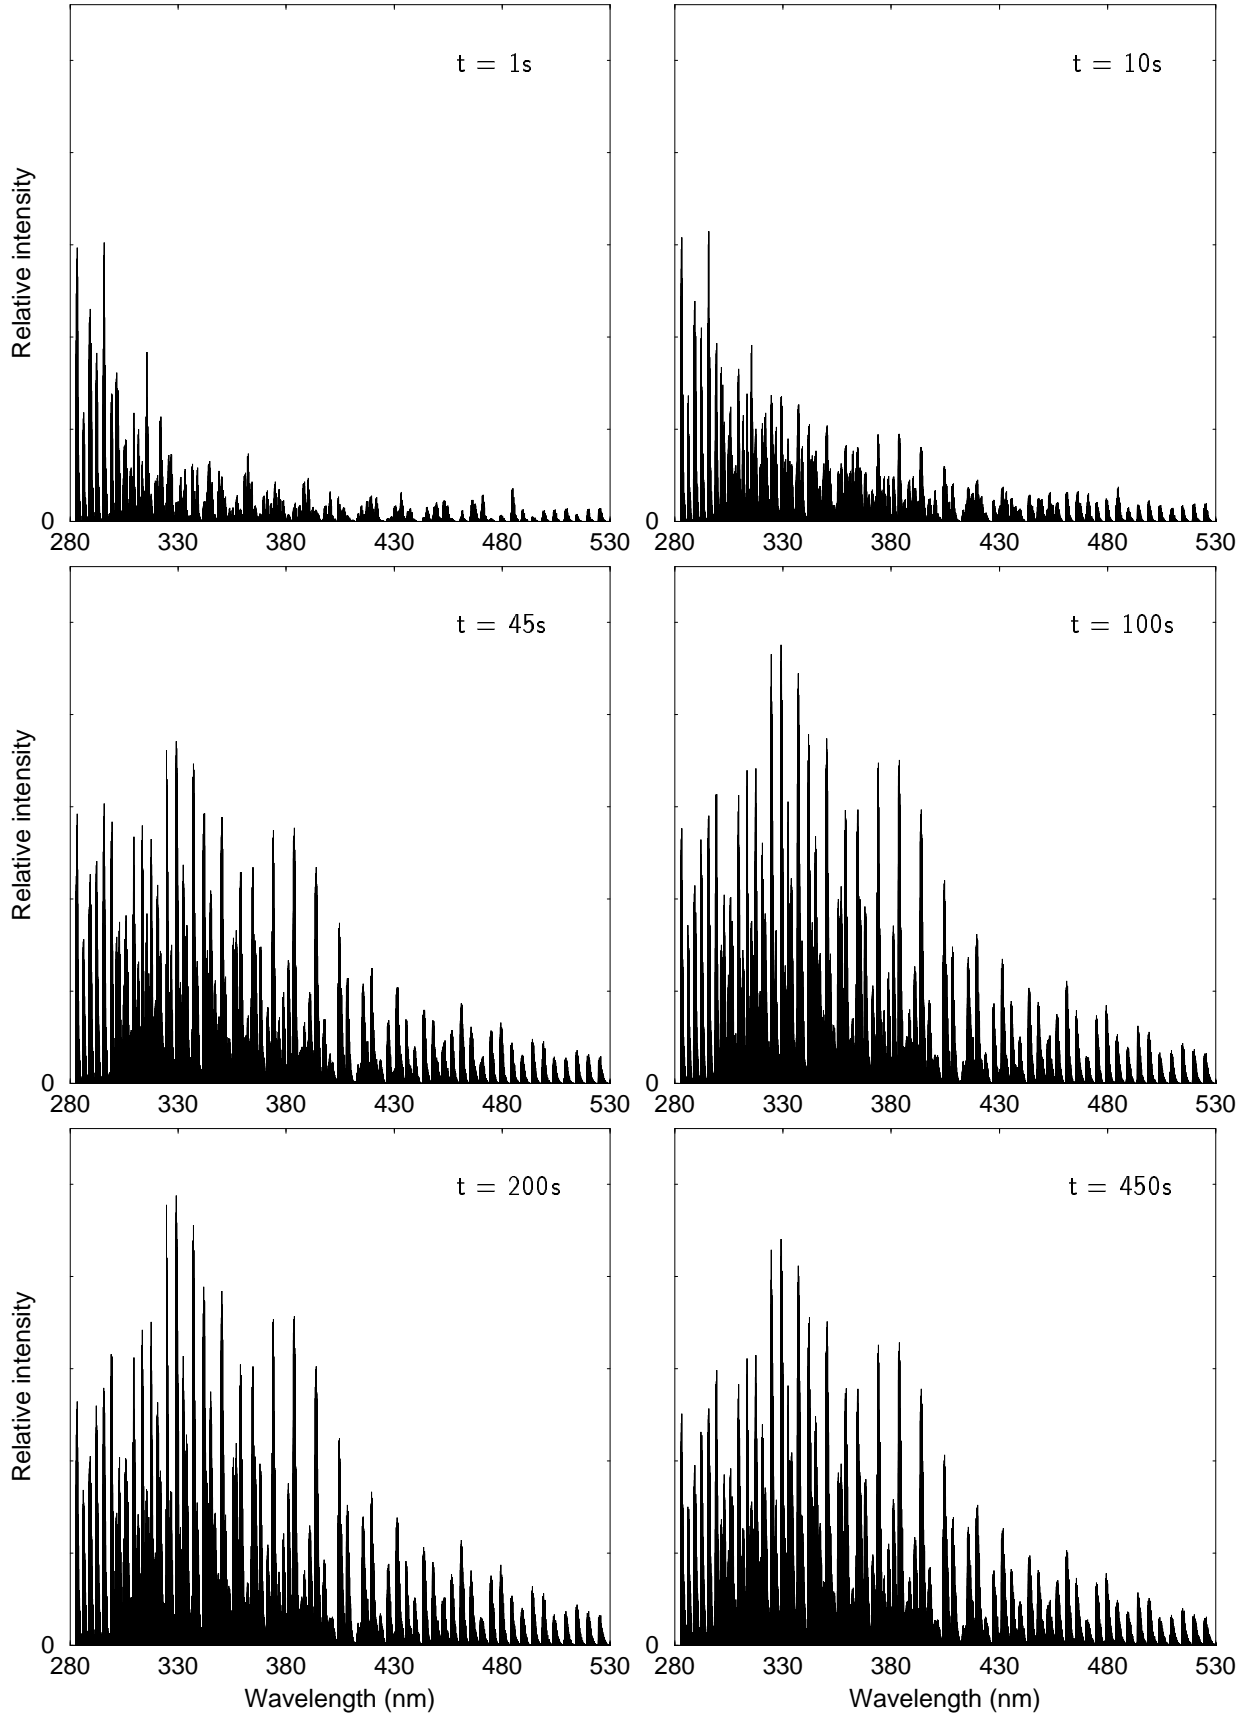 t = 1s
t = 10s
Relative intensity
0
280 330 380 430 480 530
0
280 330 380 430 480 530
t = 45s
t = 100s
Relative intensity
0
280 330 380 430 480 530
0
280 330 380 430 480 530
t = 200s
t = 450s
Relative intensity
0
280 330 380 430 480 530
0
280 330 380 430 480 530
Wavelength (nm)
Wavelength (nm)